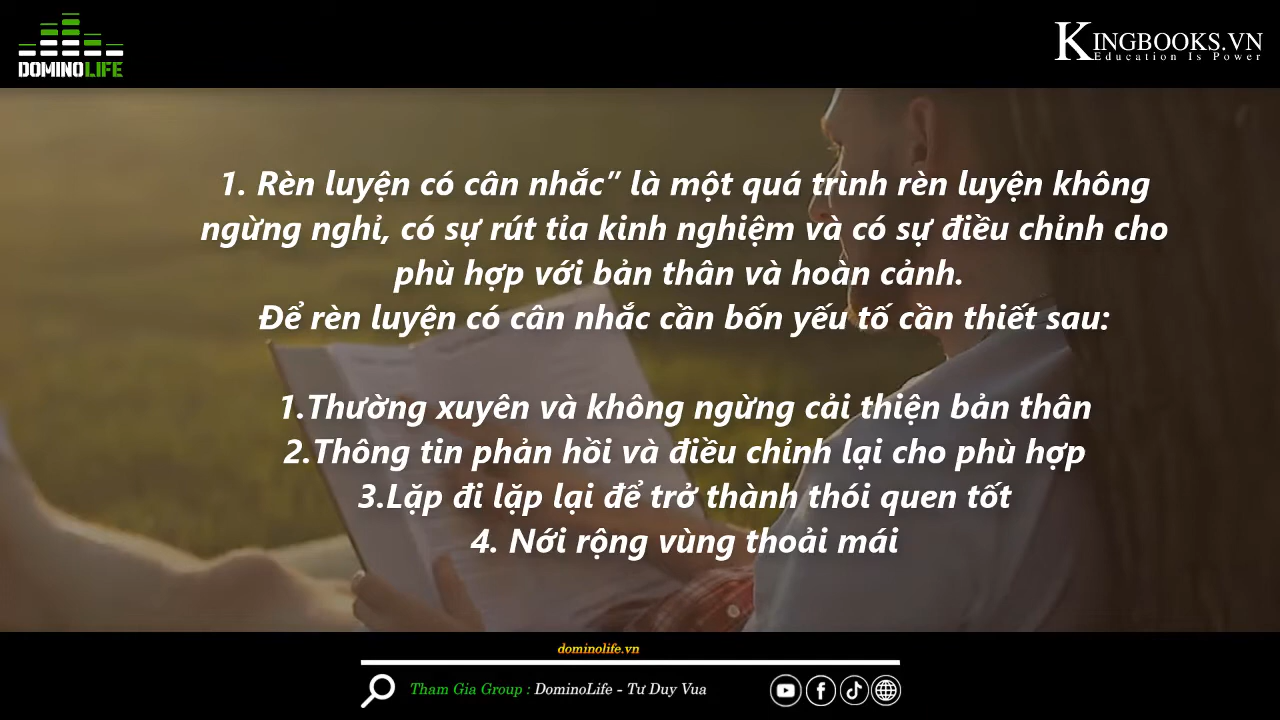 DOMINOLIFE
KINGBOOKS.VN
Education Is Power
1. Rèn luyện có cân nhắc” là một quá trình rèn luyện không
ngừng nghỉ, có sự rút tỉa kinh nghiệm và có sự điều chỉnh cho
phù hợp với bản thân và hoàn cảnh.
Để rèn luyện có cân nhắc cần bốn yếu tố cần thiết sau:
1.Thường xuyên và không ngừng cải thiện bản thân
2.Thông tin phản hồi và điều chỉnh lại cho phù hợp
3.Lặp đi lặp lại để trở thành thói quen tốt
4. Nới rộng vùng thoải mái
dominolife.vn
Tham Gia Group : DominoLife - Tư Duy Vua